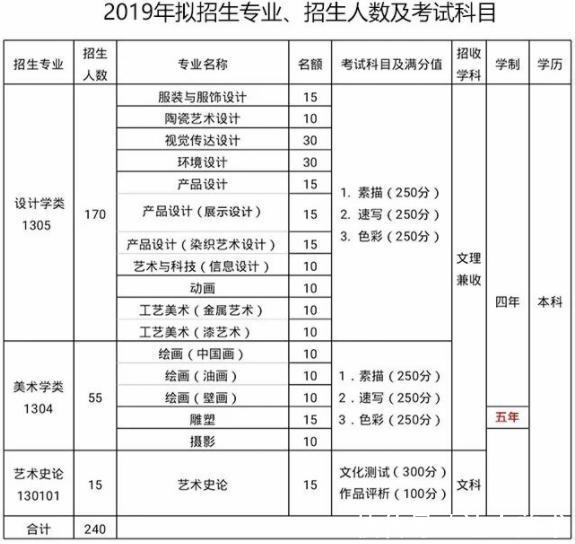 2019年拟招生专业、招生人数及考试科目
招生专业 招生人数 专业名称 名额 考试科目及满分值 招收学科 学制 学历
设计学类 1305 170 服装与服饰设计 15 1．素描（250分） 2．速写（250分） 3．色彩（250分） 文理兼收 四年 本科
陶瓷艺术设计 10
视觉传达设计 30
环境设计 30
产品设计 15
产品设计（展示设计） 15
产品设计（染织艺术设计） 15
艺术与科技（信息设计） 10
动画 10
工艺美术（金属艺术） 10
工艺美术（漆艺术） 10
美术学类 1304 55 绘画（中国画） 10 1．素描（250分） 2．速写（250分） 3．色彩（250分）
绘画（油画） 10
绘画（壁画） 10
雕塑 15 五年
摄影 10
艺术史论 130101 15 艺术史论 15 文化测试（300分） 作品评析（100分） 文科
合计 240